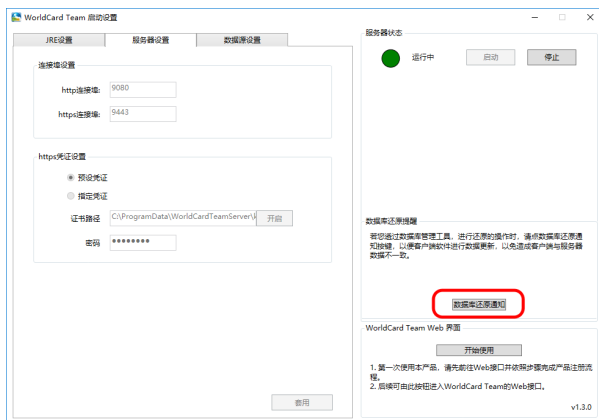 WorldCard Team 启动设置
JRE设置
服务器设置
数据源设置
连接埠设置
http连接埠:
9080
https连接埠:
9443
https凭证设置
预设凭证
指定凭证
证书路径
C:\ProgramData\WorldCardTeamServer\
开启
密码
********
套用
服务器状态
运行中
启动
停止
数据库还原提醒
若您通过数据库管理工具，进行还原的操作时，请点数据库还原通
知按键，以便客户端软件进行数据更新，以免造成客户端与服务器
数据不一致。
数据库还原通知
WorldCard Team Web 界面
开始使用
1. 第一次使用本产品，请先前往Web接口并依照步骤完成产品注册流
程。
2. 后续可由此按钮进入WorldCard Team的Web接口。
v1.3.0